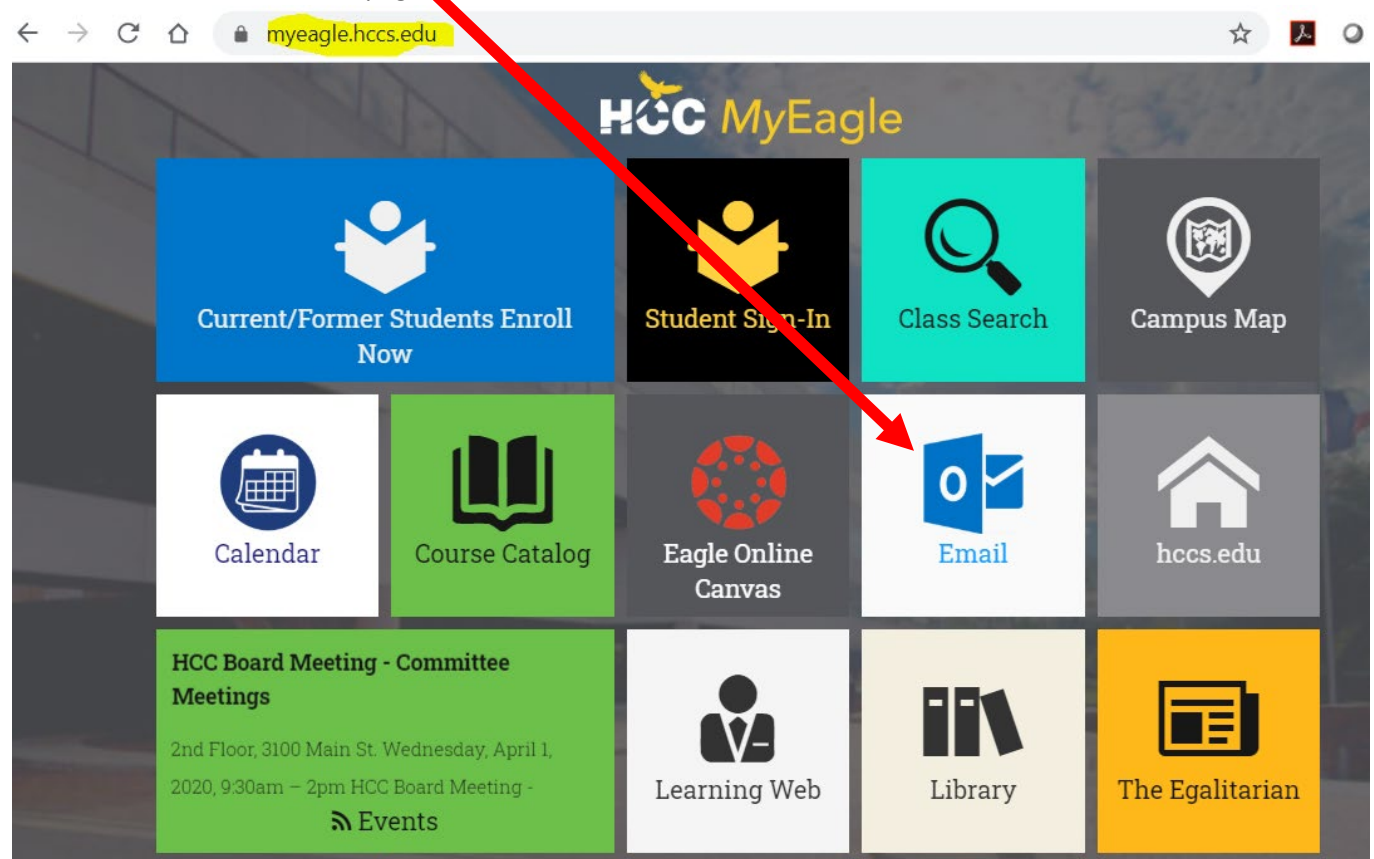 myeagle.hccs.edu
HCC MyEagle
Current/Former Students Enroll
Now
Student Sign-In
Class Search
Campus Map
Calendar
Course Catalog
Eagle Online
Canvas
O
Email
hccs.edu
HCC Board Meeting - Committee
Meetings
2nd Floor, 3100 Main St. Wednesday, April 1,
2020, 9:30am – 2pm HCC Board Meeting -
Events
Learning Web
Library
The Egalitarian